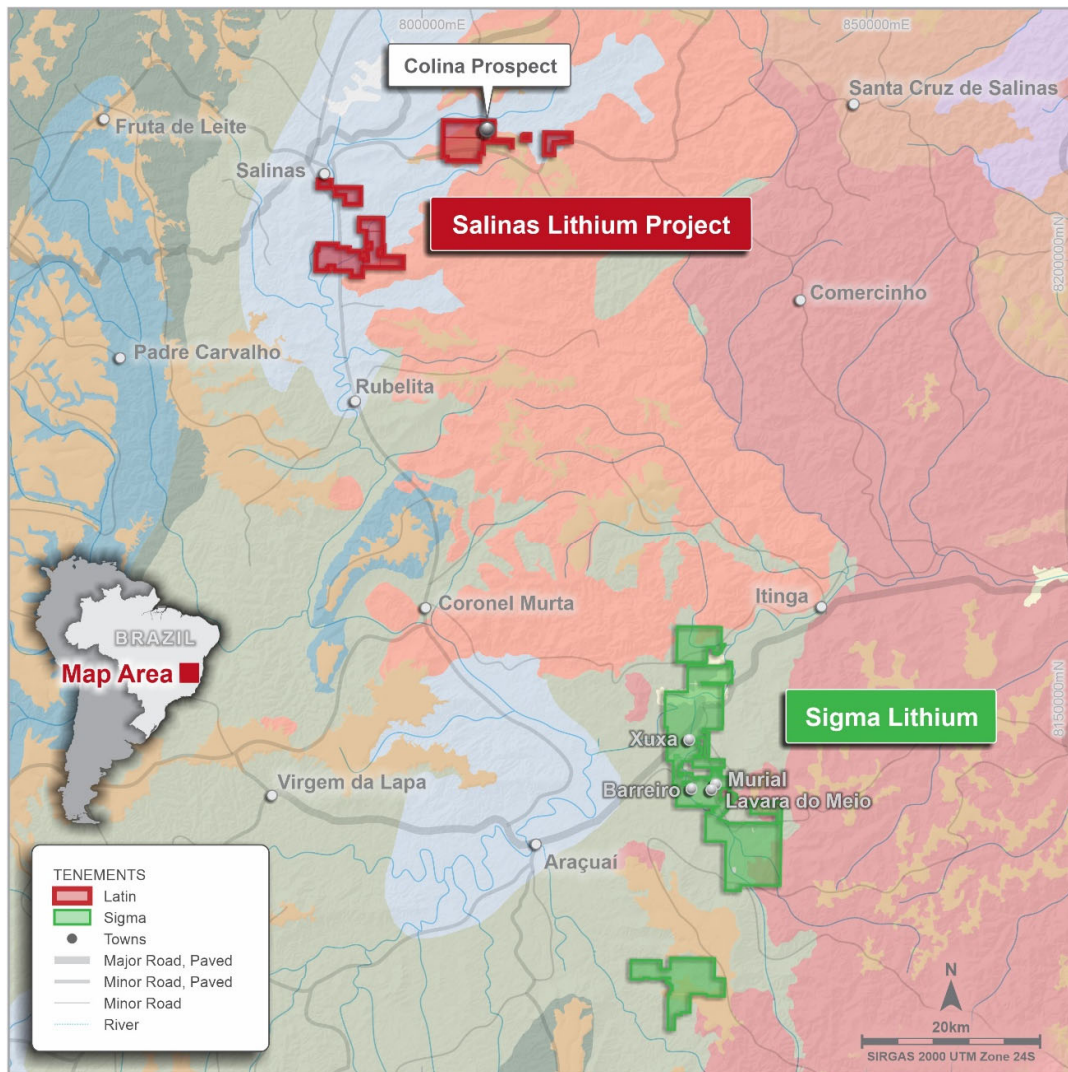 800000mE
850000mE
Colina Prospect
Santa Cruz de Salinas
Fruta de Leite
Salinas
Salinas Lithium Project
8200000mN
Comercinho
Padre Carvalho
Rubelita
Coronel Murta
Itinga
BRAZIL
Map Area
8150000mN
Sigma Lithium
Xuxa
Murial
Barreiro
Lavara do Meio
Virgem da Lapa
Araçuaí
TENEMENTS
Latin
Sigma
Towns
Major Road, Paved
Minor Road, Paved
Minor Road
River
N
20km
SIRGAS 2000 UTM Zone 24S